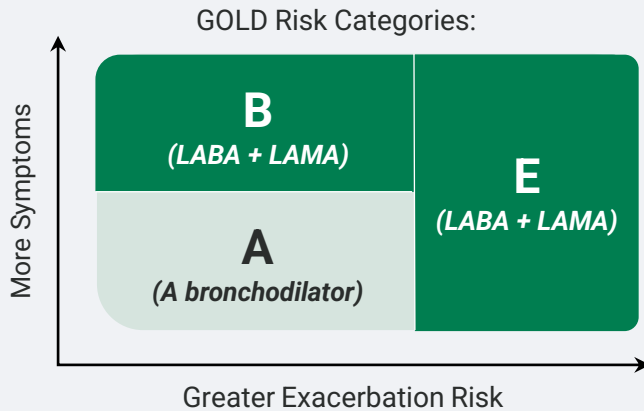 GOLD Risk Categories:
More Symptoms
B
(LABA + LAMA)
E
(LABA + LAMA)
A
(A bronchodilator)
Greater Exacerbation Risk